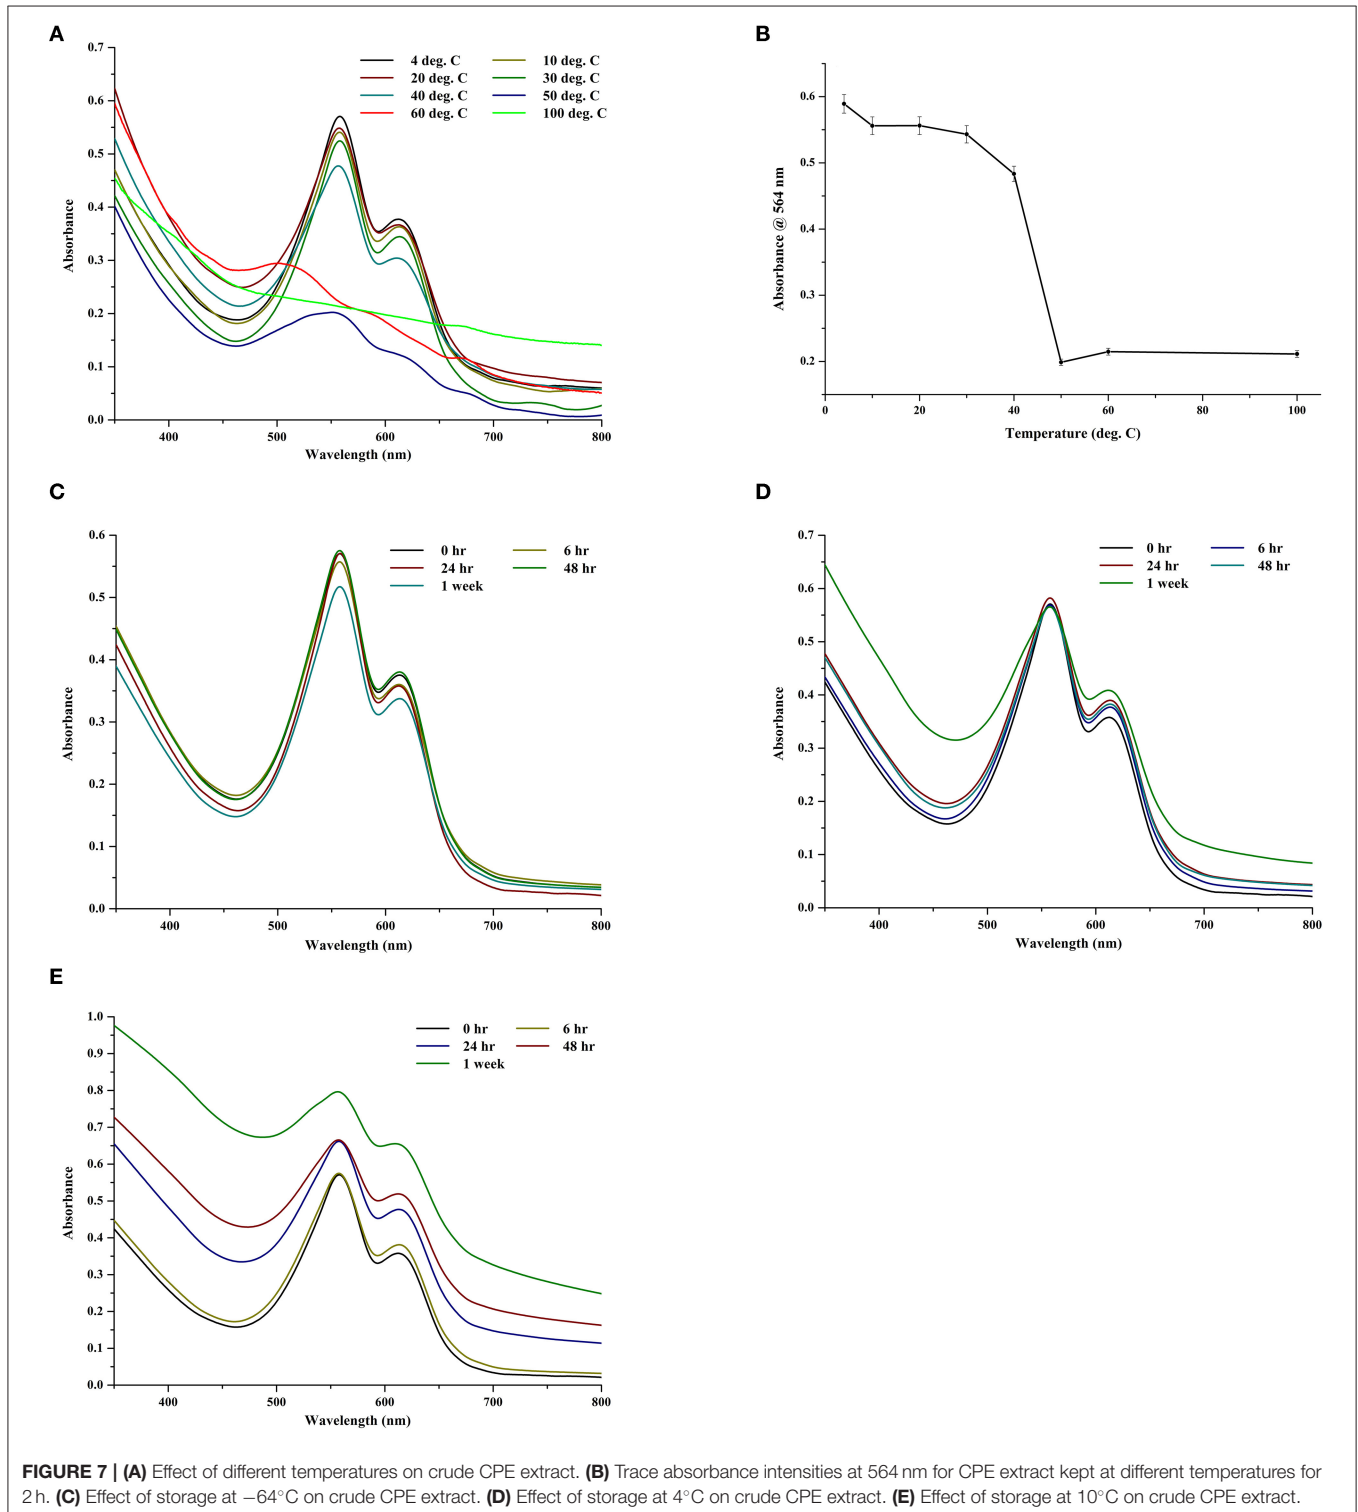 A
0.7
0.6
0.5
0.4
0.3
0.2
0.1
0.0
400
500
600
700
800
Absorbance
Wavelength (nm)
4 deg. C
10 deg. C
20 deg. C
30 deg. C
40 deg. C
50 deg. C
60 deg. C
100 deg. C
B
0.6
0.5
0.4
0.3
0.2
0
20
40
60
80
100
Absorbance @ 564 nm
Temperature (deg. C)
C
0.6
0.5
0.4
0.3
0.2
0.1
0.0
400
500
600
700
800
Absorbance
Wavelength (nm)
0 hr
6 hr
24 hr
48 hr
1 week
D
0.7
0.6
0.5
0.4
0.3
0.2
0.1
0.0
400
500
600
700
800
Absorbance
Wavelength (nm)
0 hr
6 hr
24 hr
48 hr
1 week
E
1.0
0.9
0.8
0.7
0.6
0.5
0.4
0.3
0.2
0.1
0.0
400
500
600
700
800
Absorbance
Wavelength (nm)
0 hr
6 hr
24 hr
48 hr
1 week
FIGURE 7 | (A) Effect of different temperatures on crude CPE extract. (B) Trace absorbance intensities at 564 nm for CPE extract kept at different temperatures for
2 h. (C) Effect of storage at −64°C on crude CPE extract. (D) Effect of storage at 4°C on crude CPE extract. (E) Effect of storage at 10°C on crude CPE extract.